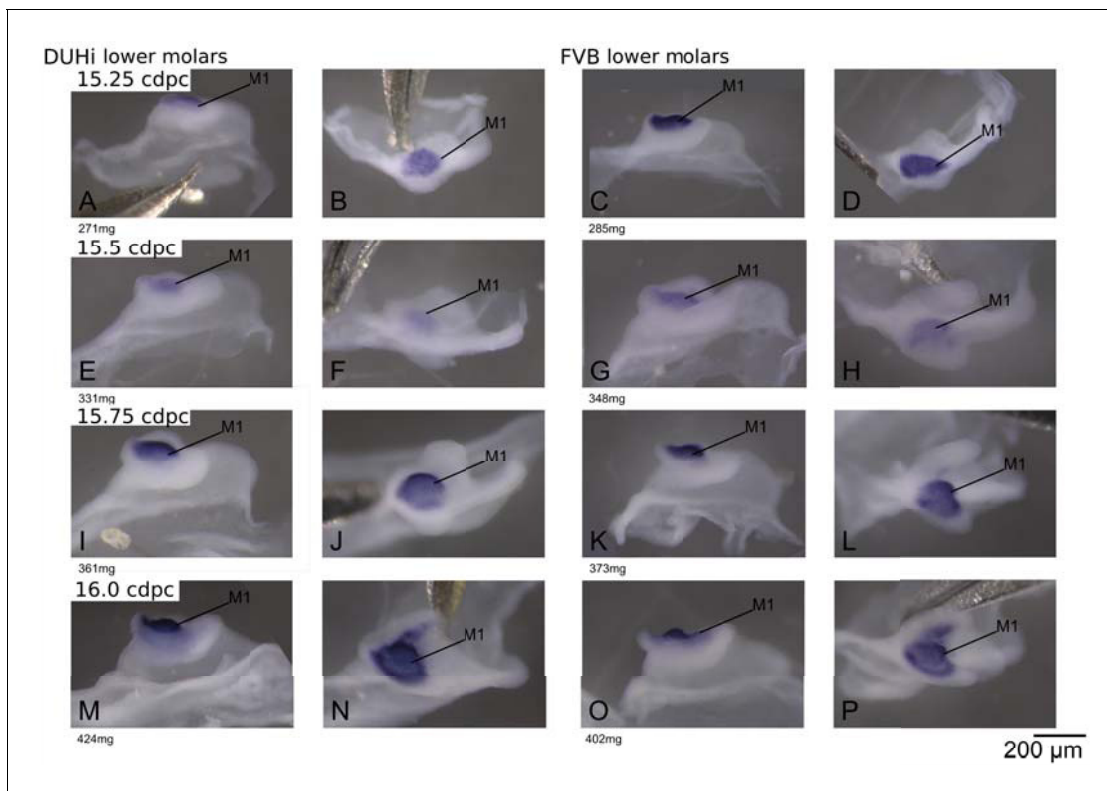 DUHi lower molars
FVB lower molars
15.25 cdpc
M1
M1
M1
M1
A
B
C
D
271mg
285mg
15.5 cdpc
M1
M1
M1
M1
E
F
G
H
331mg
348mg
15.75 cdpc
M1
M1
M1
M1
I
J
K
L
361mg
373mg
16.0 cdpc
M1
M1
M1
M1
M
N
O
P
424mg
402mg
200 µm